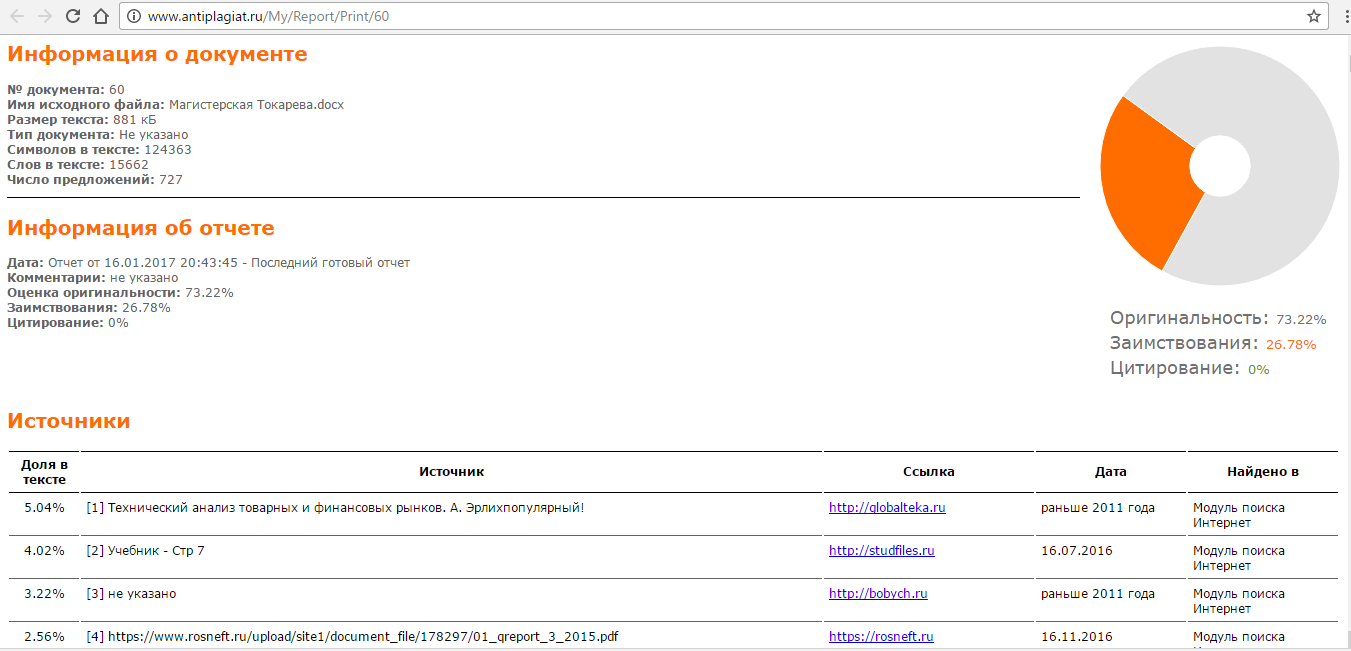 www.antiplagiat.ru/My/Report/Print/60
Информация о документе
№ документа: 60
Имя исходного файла: Магистерская Токарева.docx
Размер текста: 881 кБ
Тип документа: Не указано
Символов в тексте: 124363
Слов в тексте: 15662
Число предложений: 727
Информация об отчете
Дата: Отчет от 16.01.2017 20:43:45 - Последний готовый отчет
Комментарии: не указано
Оценка оригинальности: 73.22%
Заимствования: 26.78%
Цитирование: 0%
Оригинальность: 73.22%
Заимствования: 26.78%
Цитирование: 0%
Источники
Доля в тексте Источник Ссылка Дата Найдено в
5.04% [1] Технический анализ товарных и финансовых рынков. А. Эрлихпопулярный! http://globalteka.ru раньше 2011 года Модуль поиска
Интернет
4.02% [2] Учебник - Стр 7 http://studfiles.ru 16.07.2016 Модуль поиска
Интернет
3.22% [3] не указано http://bobych.ru раньше 2011 года Модуль поиска
Интернет
2.56% [4] https://www.rosneft.ru/upload/site1/document_file/178297/01_qreport_3_2015.pdf https://rosneft.ru 16.11.2016 Модуль поиска